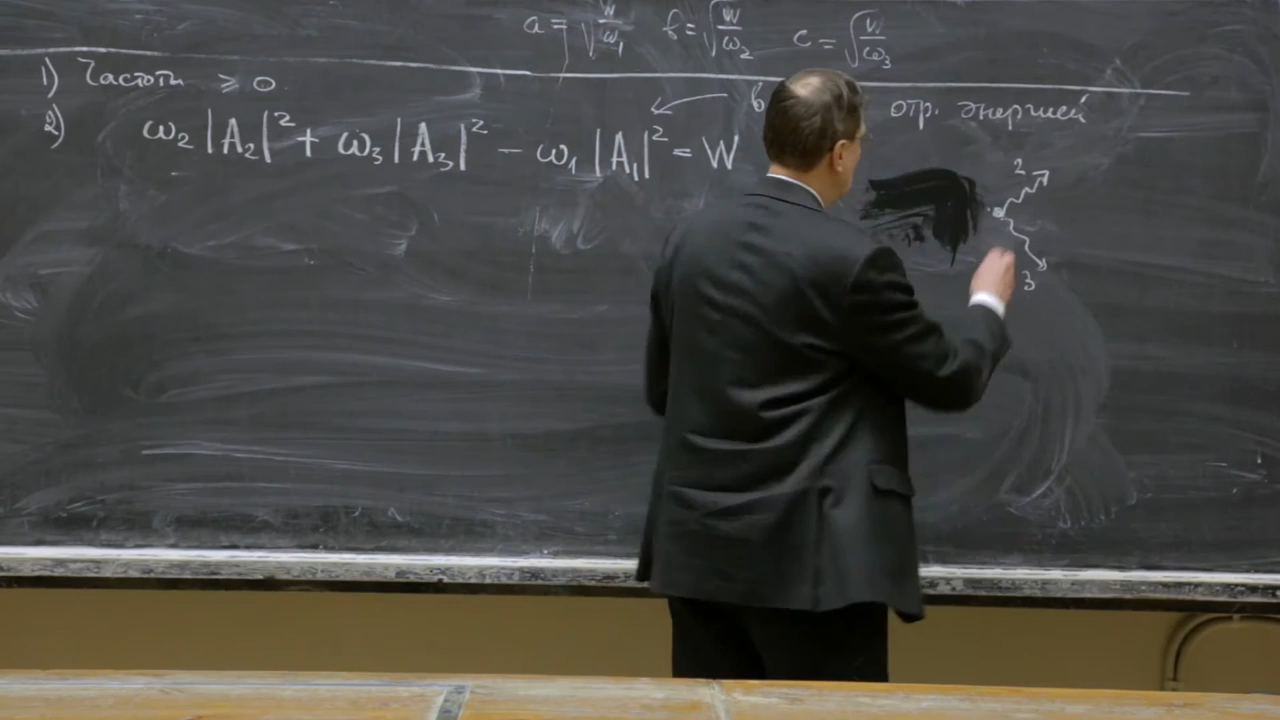 a = √(W/ω₁) b = √(W/ω₂) c = √(W/ω₃)
1) Частоты ⩾ 0.
2) ω₂|A₂|² + ω₃|A₃|² − ω₁|A₁|² = W
отр. энергией
2
3